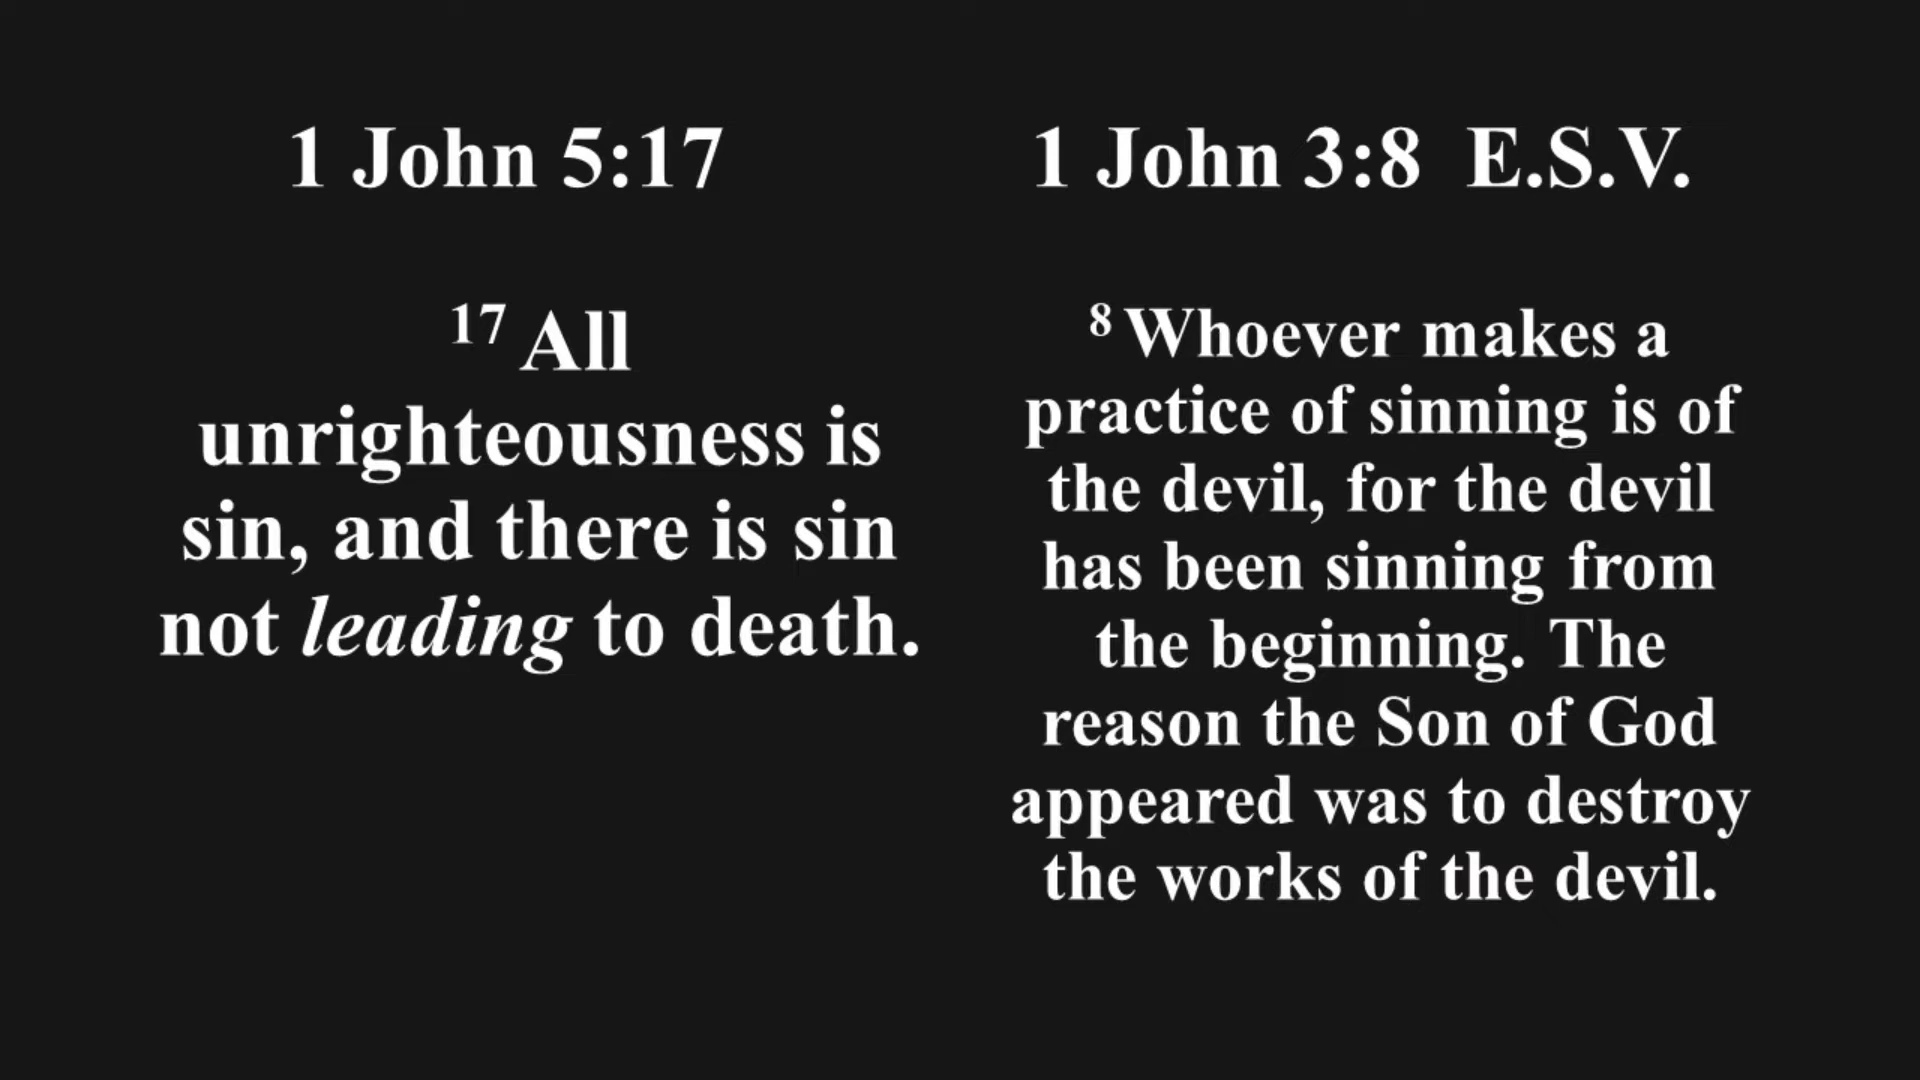 1 John 5:17
17 All
unrighteousness is
sin, and there is sin
not leading to death.
1 John 3:8 E.S.V.
8 Whoever makes a
practice of sinning is of
the devil, for the devil
has been sinning from
the beginning. The
reason the Son of God
appeared was to destroy
the works of the devil.